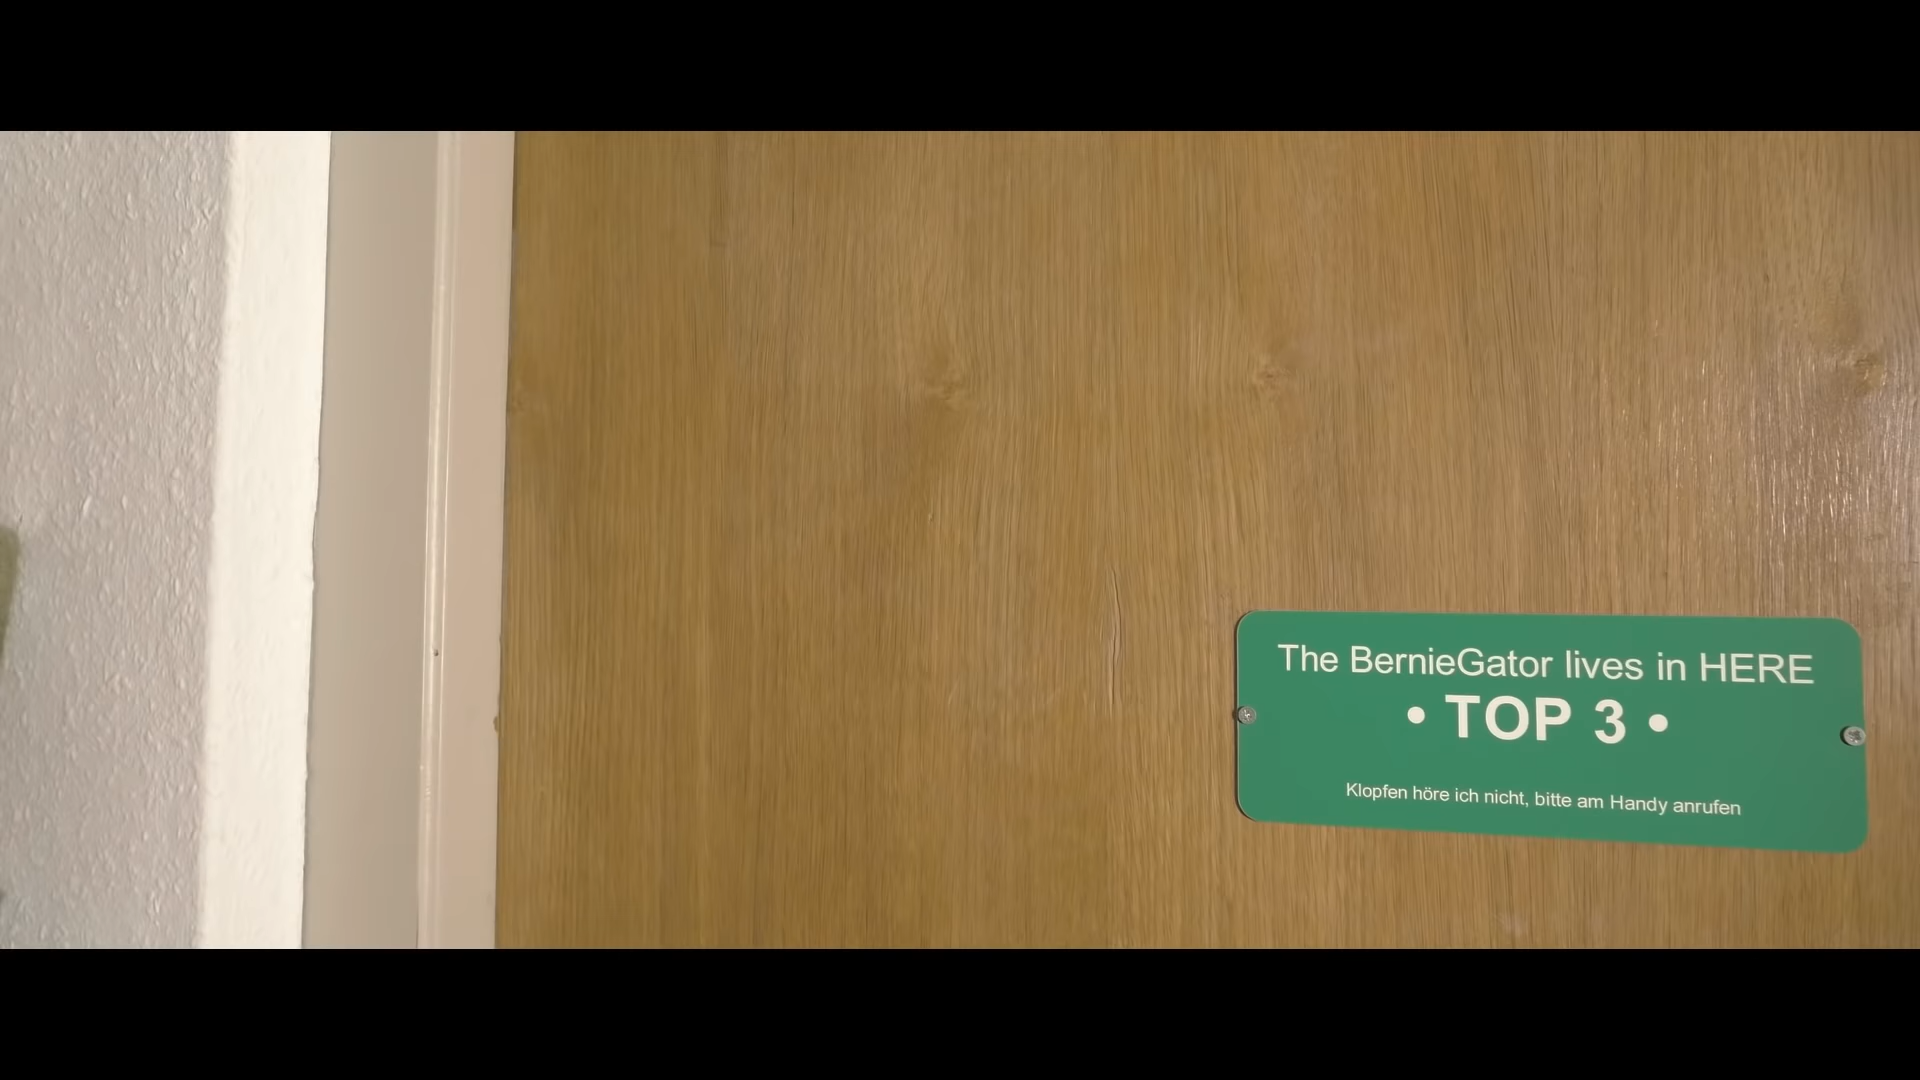 The BernieGator lives in HERE
• TOP 3 •
Klopfen höre ich nicht, bitte am Handy anrufen